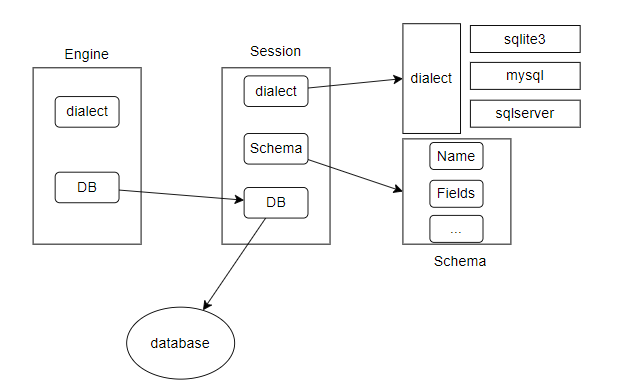 Engine
dialect
DB
Session
dialect
Schema
DB
dialect
sqlite3
mysql
sqlserver
Name
Fields
...
Schema
database